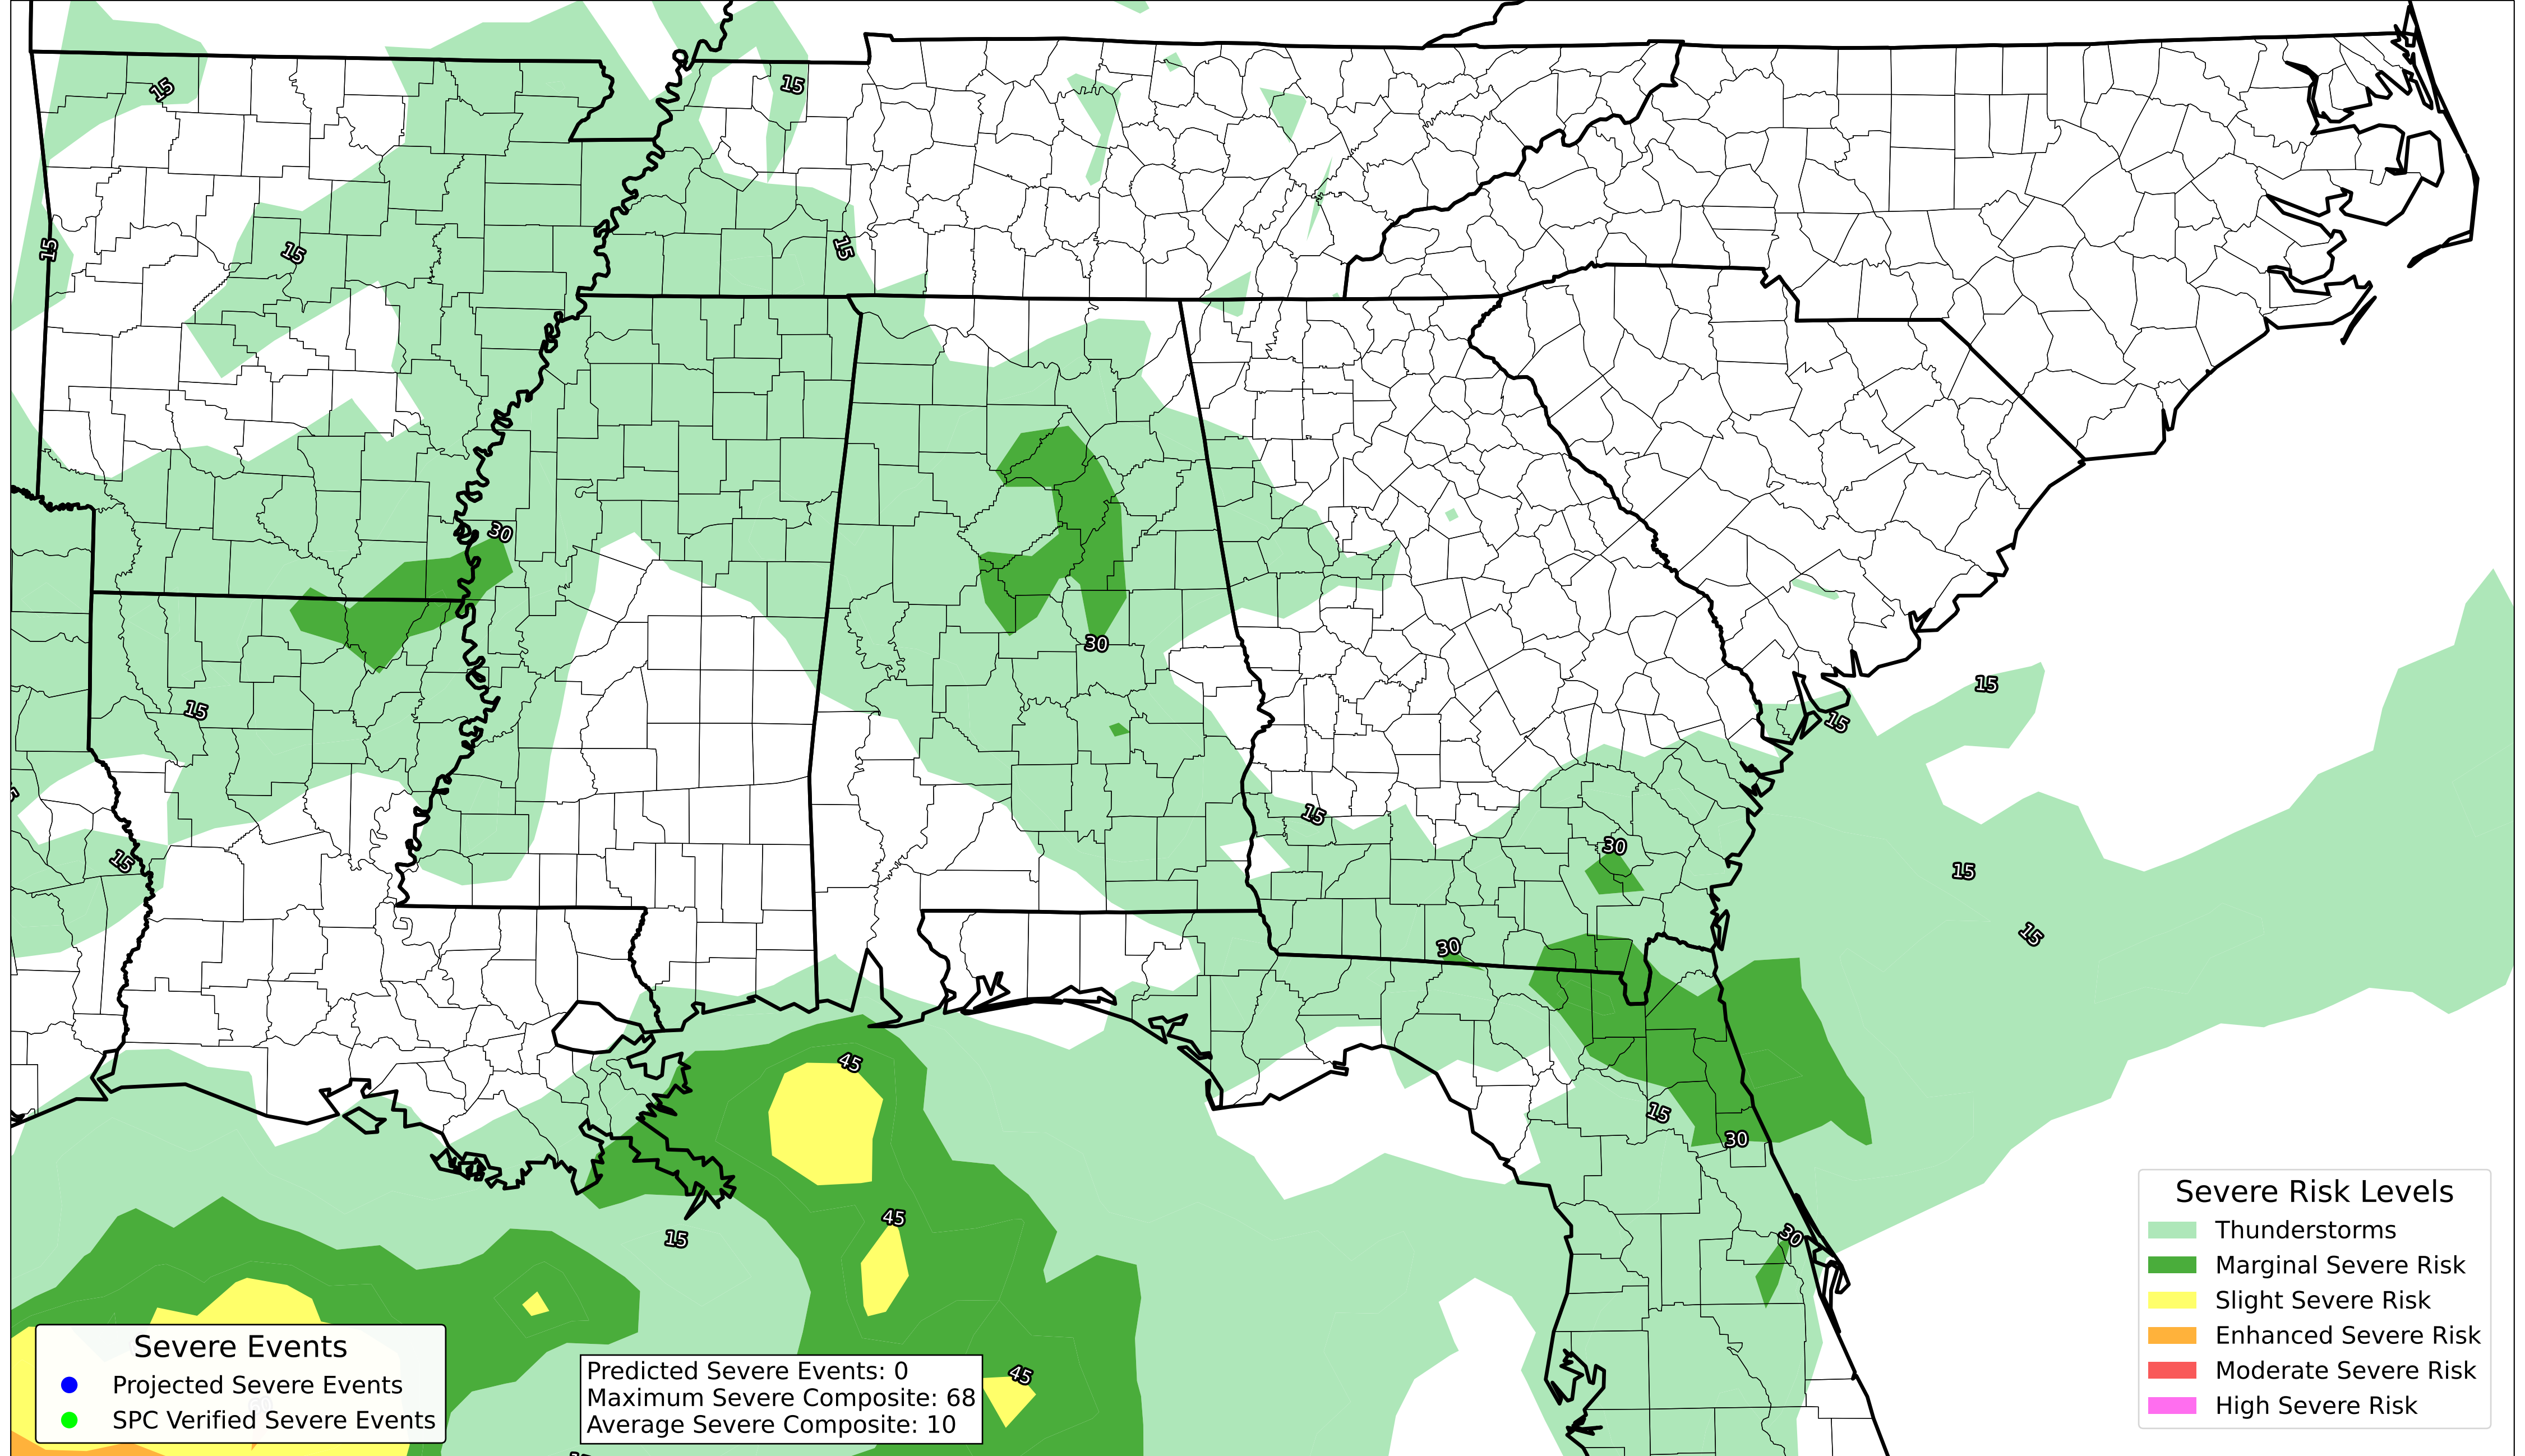 15
15
15
15
15
30
30
15
15
15
15
30
15
15
30
15
30
15
45
15
30
45
15
30
45
Severe Risk Levels
Thunderstorms
Marginal Severe Risk
Slight Severe Risk
Enhanced Severe Risk
Moderate Severe Risk
High Severe Risk
Severe Events
Projected Severe Events
SPC Verified Severe Events
Predicted Severe Events: 0
Maximum Severe Composite: 68
Average Severe Composite: 10